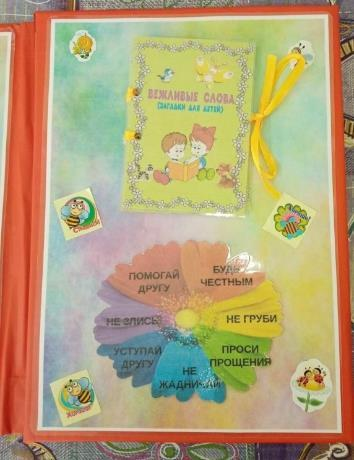 ВЕЖЛИВЫЕ СЛОВА
(ЗАГАДКИ ДЛЯ ДЕТЕЙ)
ПОМОГАЙ
ДРУГУ
БУДЬ
ЧЕСТНЫМ
НЕ ЗЛИСЬ
НЕ ГРУБИ
УСТУПАЙ
ДРУГУ
НЕ
ЖАДНИЧАЙ
ПРОСИ
ПРОЩЕНИЯ